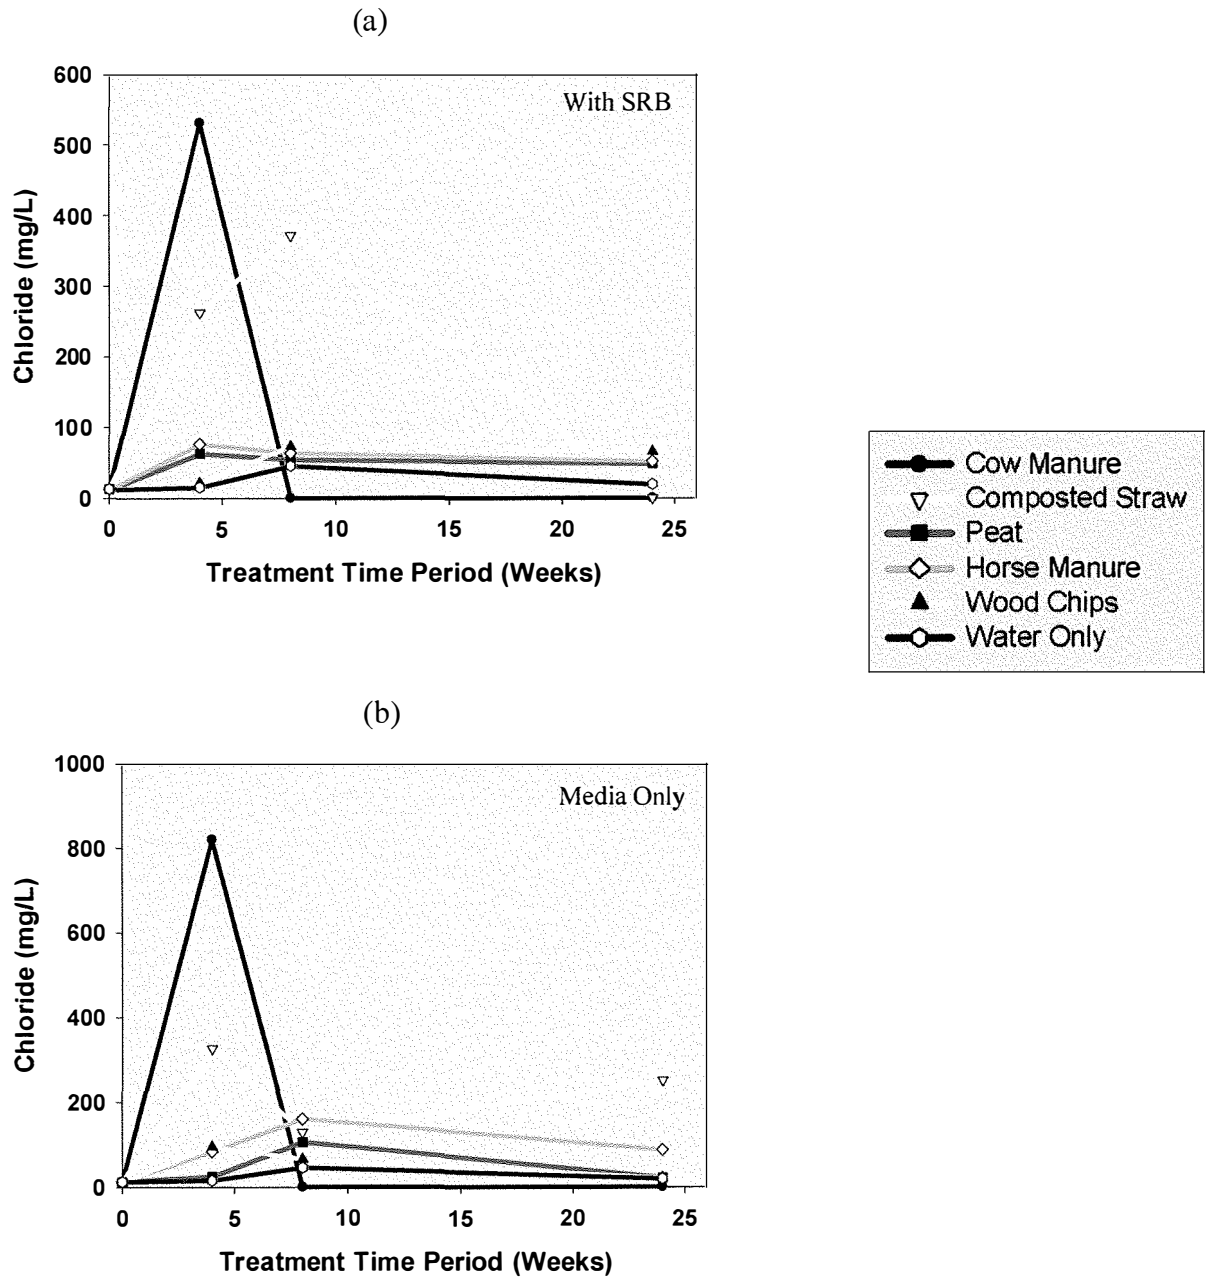 (a)
With SRB
600
500
400
300
200
100
0
Chloride (mg/L)
0 5 10 15 20 25
Treatment Time Period (Weeks)
Cow Manure
Composted Straw
Peat
Horse Manure
Wood Chips
Water Only
(b)
Media Only
1000
800
600
400
200
0
Chloride (mg/L)
0 5 10 15 20 25
Treatment Time Period (Weeks)